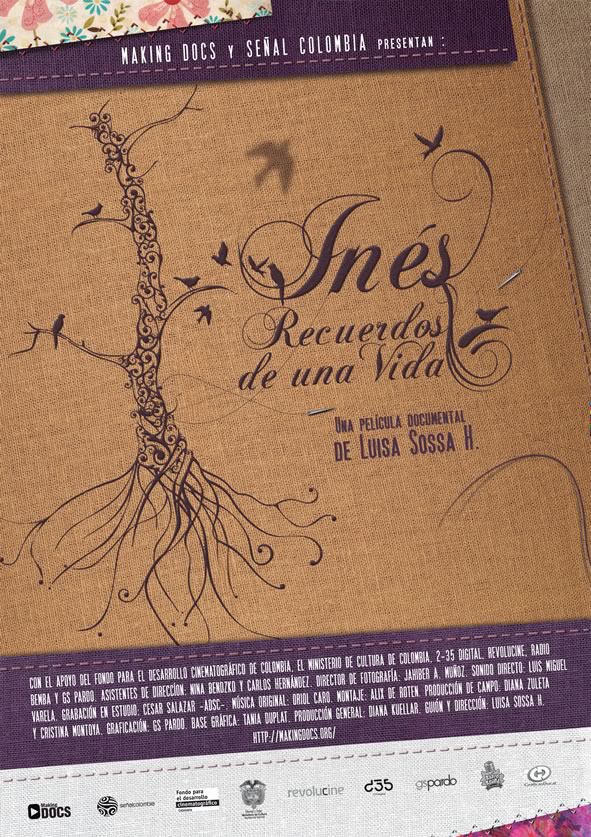 MAKING DOCS Y SEÑAL COLOMBIA PRESENTAN :
Inés
Recuerdos
de una Vida
UNA PELÍCULA DOCUMENTAL
DE LUISA SOSSA H.
CON EL APOYO DEL FONDO PARA EL DESARROLLO CINEMATOGRÁFICO DE COLOMBIA, EL MINISTERIO DE CULTURA DE COLOMBIA, 2-35 DIGITAL, REVOLUCINE, RADIO
BEMBA Y GS PARDO. ASISTENTES DE DIRECCIÓN: NINA BENDZKO Y CARLOS HERNÁNDEZ. DIRECTOR DE FOTOGRAFÍA: JAHIBER A. MUÑOZ. SONIDO DIRECTO: LUIS MIGUEL
VARELA. GRABACIÓN EN ESTUDIO: CESAR SALAZAR -ADSC-. MÚSICA ORIGINAL: ORIOL CARO. MONTAJE: ALIX DE ROTEN. PRODUCCIÓN DE CAMPO: DIANA ZULETA
Y CRISTINA MONTOYA. GRAFICACIÓN: GS PARDO. BASE GRÁFICA: TANIA DUPLAT. PRODUCCIÓN GENERAL: DIANA KUELLAR. GUIÓN Y DIRECCIÓN: LUISA SOSSA H.
HTTP://MAKINGDOCS.ORG/
Making
DOCS
señalcolombia
Fondo para
el desarrollo
cinematográfico
revolucine
d35
gspardo